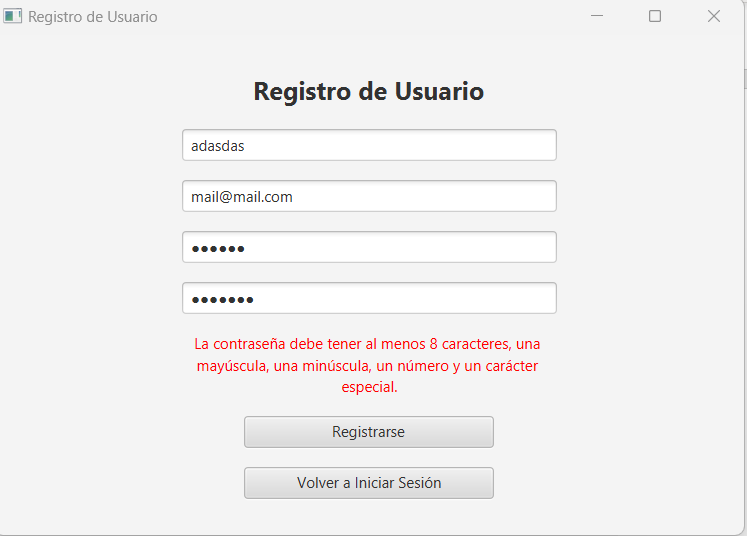 Registro de Usuario
Registro de Usuario
adasdas
mail@mail.com
●●●●●●
●●●●●●●
La contraseña debe tener al menos 8 caracteres, una
mayúscula, una minúscula, un número y un carácter
especial.
Registrarse
Volver a Iniciar Sesión